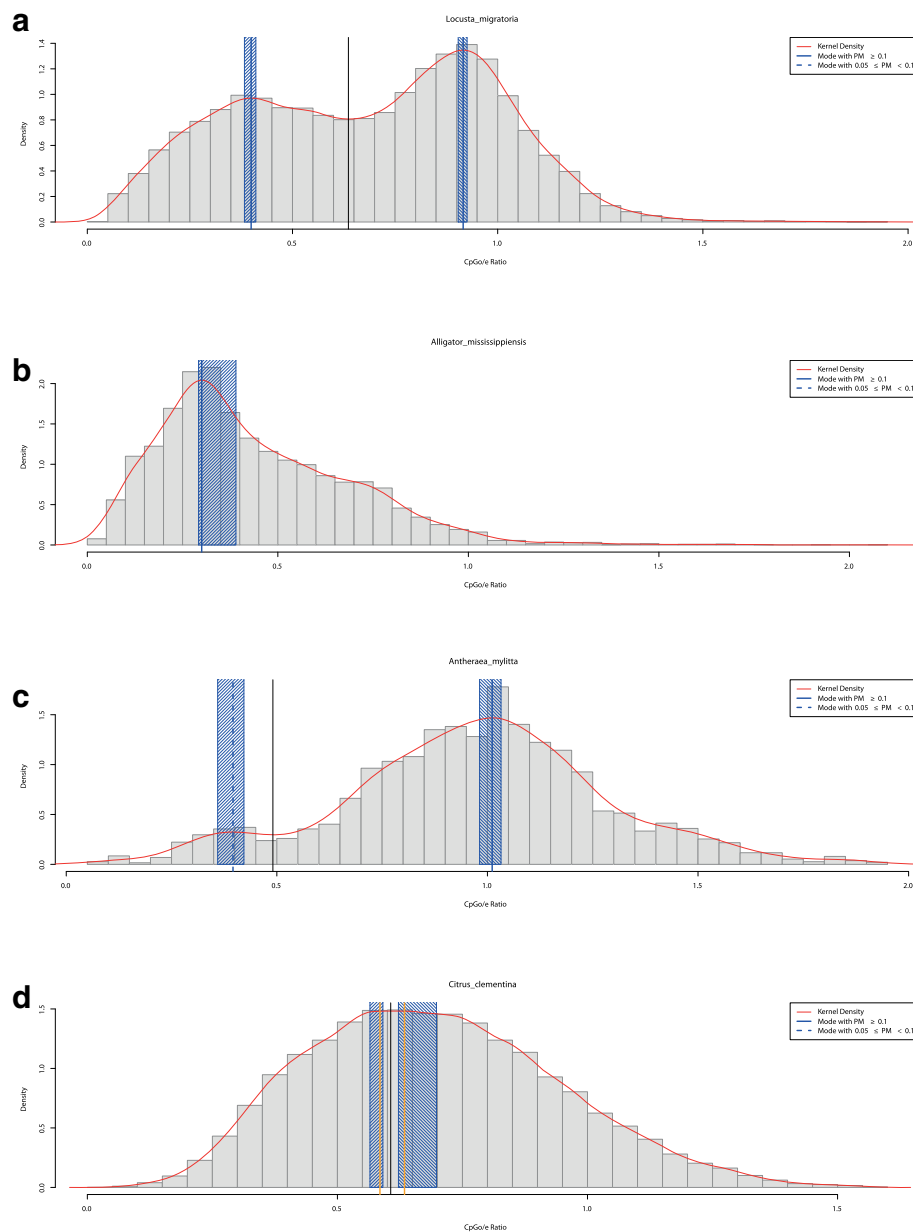 a
Locusta_migratoria
Kernel Density
Mode with PM ≥ 0.1
Mode with 0.05 ≤ PM < 0.1
Density
0.0 0.2 0.4 0.6 0.8 1.0 1.2 1.4
0.0 0.5 1.0 1.5 2.0
CpGo/e Ratio
b
Alligator_mississippiensis
Kernel Density
Mode with PM ≥ 0.1
Mode with 0.05 ≤ PM < 0.1
Density
0.0 0.5 1.0 1.5 2.0
0.0 0.5 1.0 1.5 2.0
CpGo/e Ratio
c
Antheraea_mylitta
Kernel Density
Mode with PM ≥ 0.1
Mode with 0.05 ≤ PM < 0.1
Density
0.0 0.5 1.0 1.5
0.0 0.5 1.0 1.5 2.0
CpGo/e Ratio
d
Citrus_clementina
Kernel Density
Mode with PM ≥ 0.1
Mode with 0.05 ≤ PM < 0.1
Density
0.0 0.5 1.0 1.5
0.0 0.5 1.0 1.5
CpGo/e Ratio